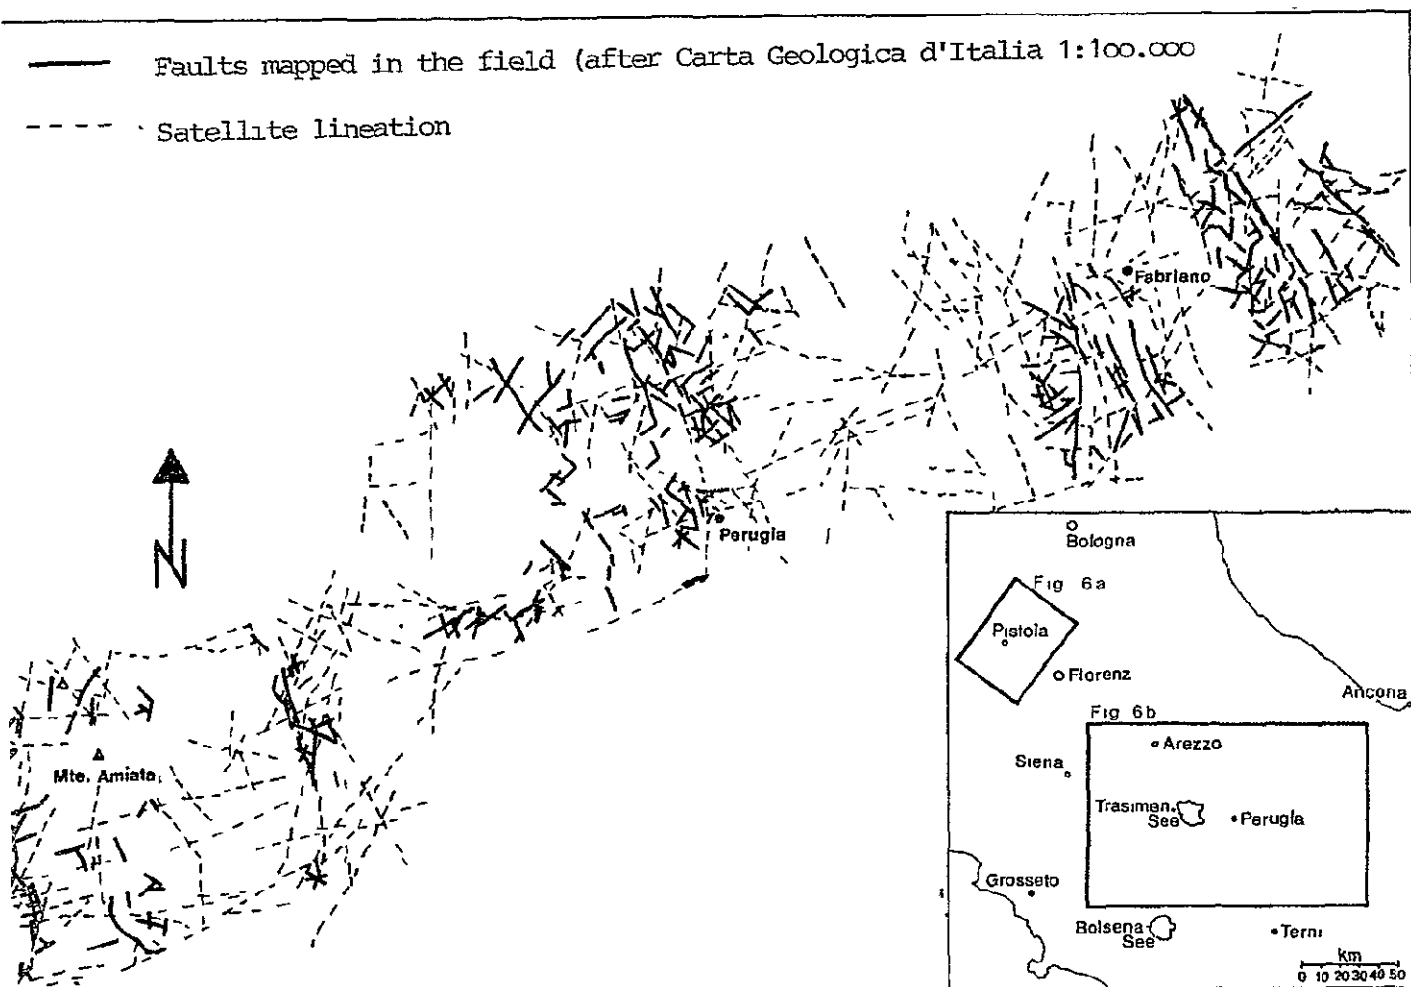 Faults mapped in the field (after Carta Geologica d'Italia 1:100.000
Satellite lineation
Fabriano
Perugia
N
Mte. Amiata
Bologna
Fig 6a
Pistoia
Florenz
Ancona
Fig 6b
Arezzo
Siena
Trasimen.
See
Perugia
Grosseto
Bolsena
See
Terni
km
0 10 20 30 40 50